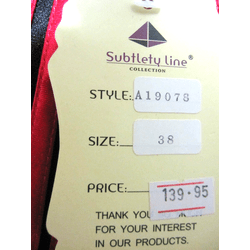 Subtlety Line®
COLLECTION
STYLE: A19078
SIZE: 38
PRICE: 139.95
THANK YOU
FOR YOUR INTEREST
IN OUR PRODUCTS.